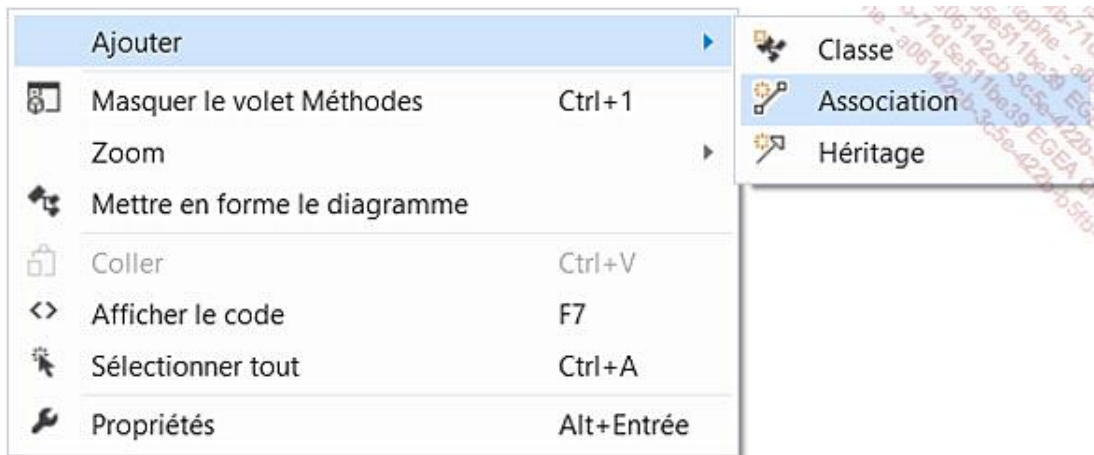 Ajouter
Masquer le volet Méthodes Ctrl+1
Zoom
Mettre en forme le diagramme
Coller Ctrl+V
Afficher le code F7
Sélectionner tout Ctrl+A
Propriétés Alt+Entrée
Classe
Association
Héritage